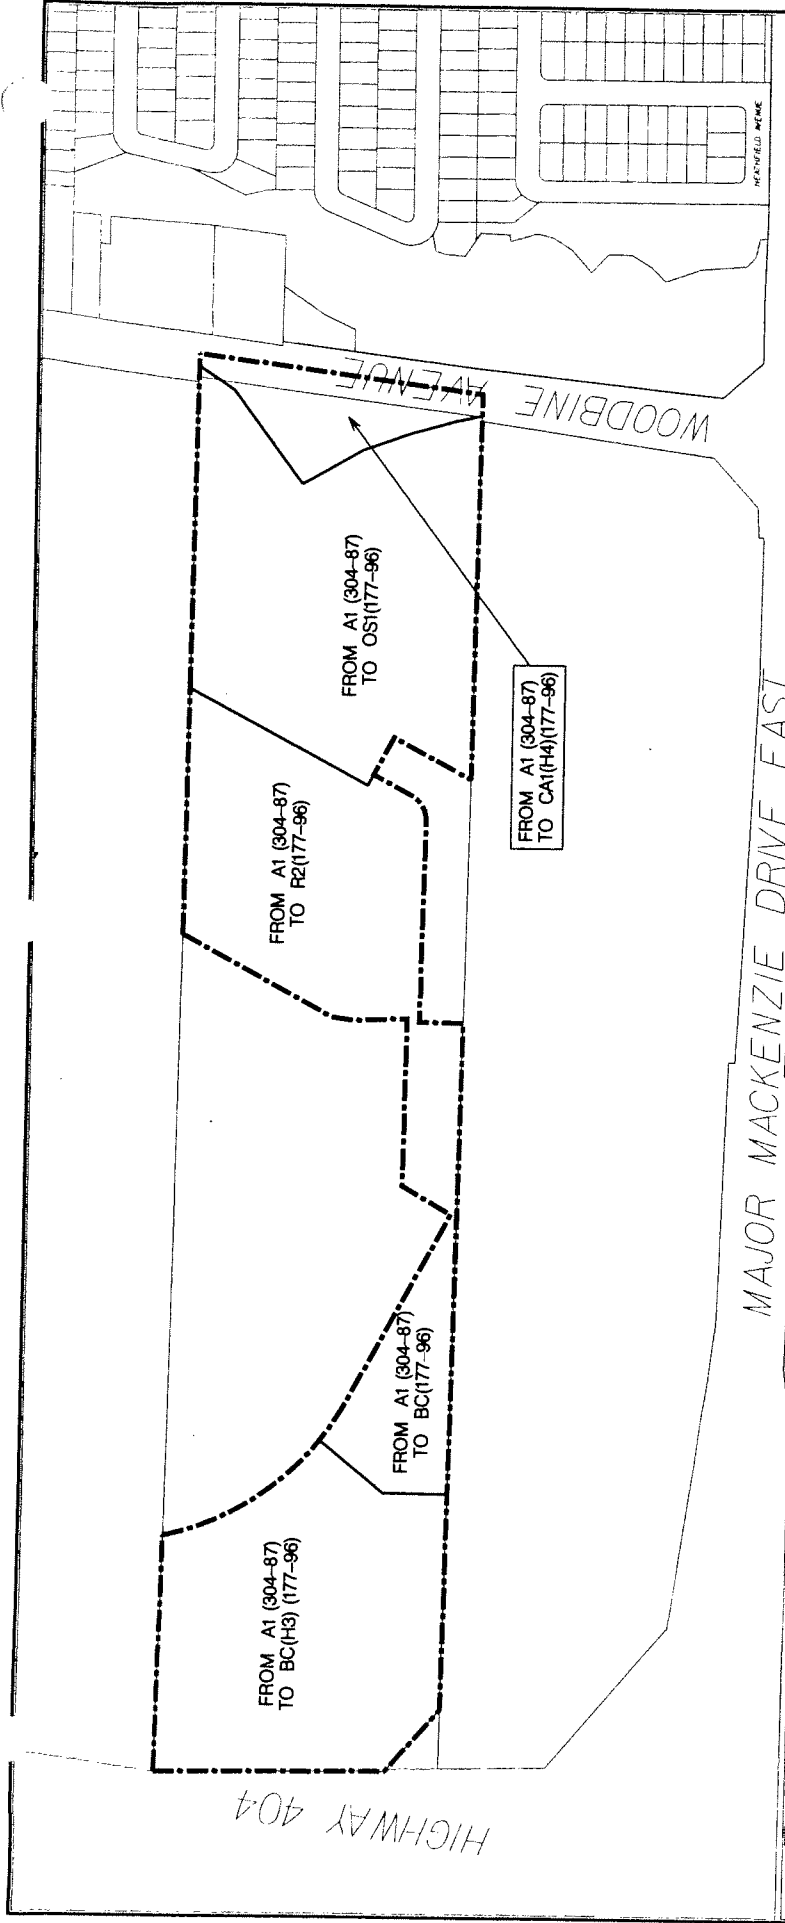 HEATHFIELD AVENUE
WOODBINE AVENUE
FROM A1 (304-87)
TO OS1(177-96)
FROM A1 (304-87)
TO CA1(H4)(177-96)
FROM A1 (304-87)
TO R2(177-96)
FROM A1 (304-87)
TO BC(177-96)
FROM A1 (304-87)
TO BC(H3) (177-96)
MAJOR MACKENZIE DRIVE EAST
HIGHWAY 404